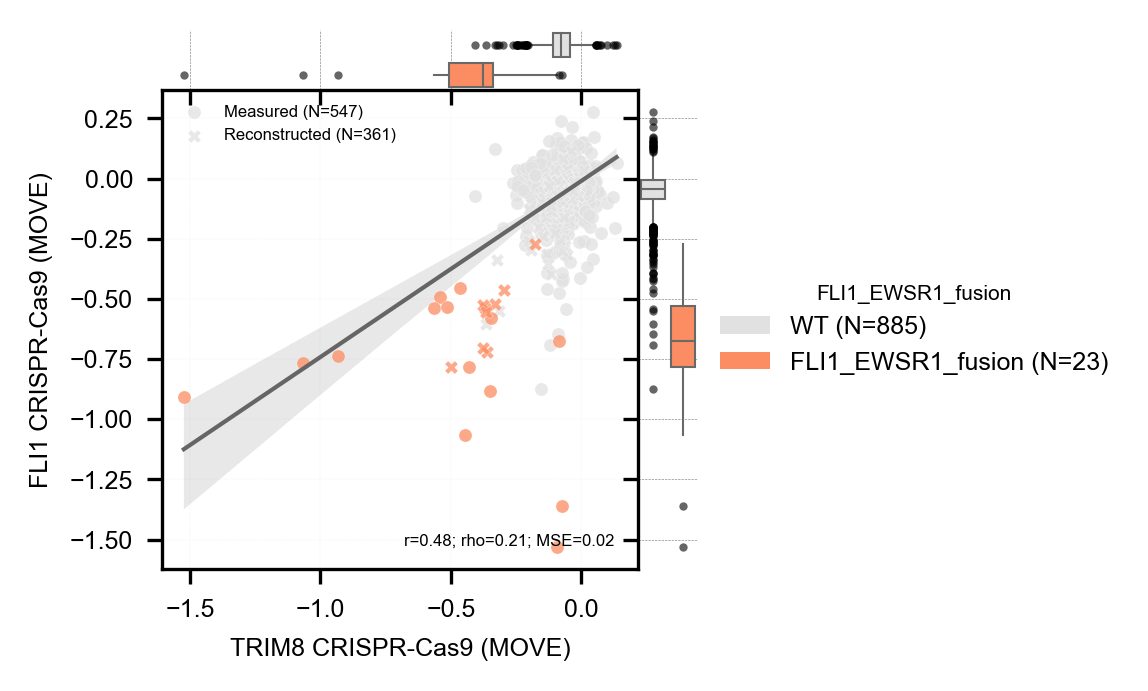 Measured (N=547)
Reconstructed (N=361)
0.25
0.00
−0.25
−0.50
−0.75
−1.00
−1.25
−1.50
FLI1 CRISPR-Cas9 (MOVE)
r=0.48; rho=0.21; MSE=0.02
−1.5
−1.0
−0.5
0.0
TRIM8 CRISPR-Cas9 (MOVE)
FLI1_EWSR1_fusion
WT (N=885)
FLI1_EWSR1_fusion (N=23)